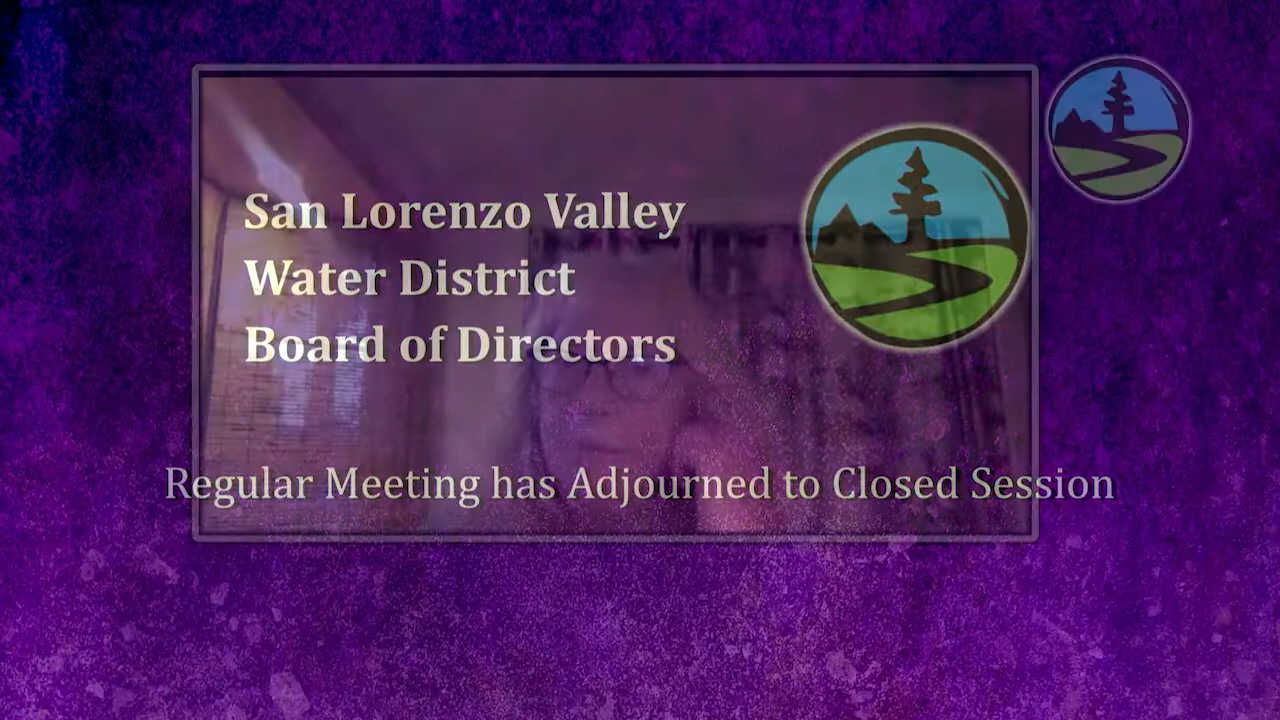 San Lorenzo Valley
Water District
Board of Directors
Regular Meeting has Adjourned to Closed Session